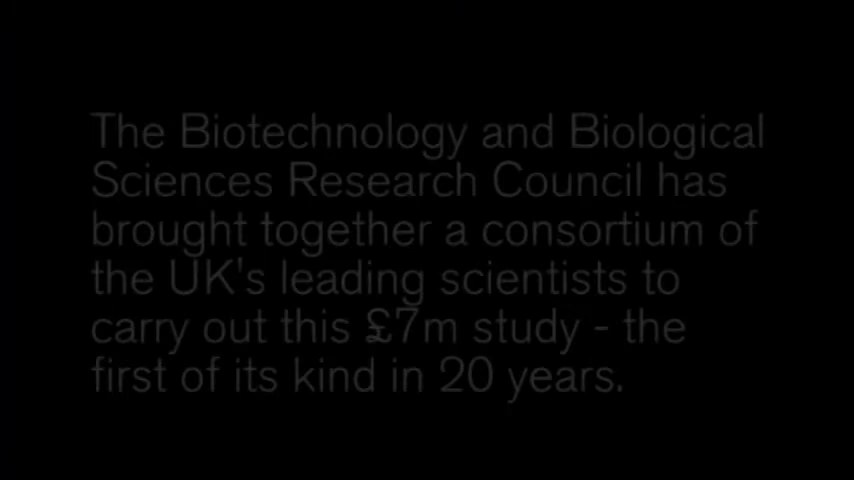 The Biotechnology and Biological
Sciences Research Council has
brought together a consortium of
the UK's leading scientists to
carry out this £7m study - the
first of its kind in 20 years.